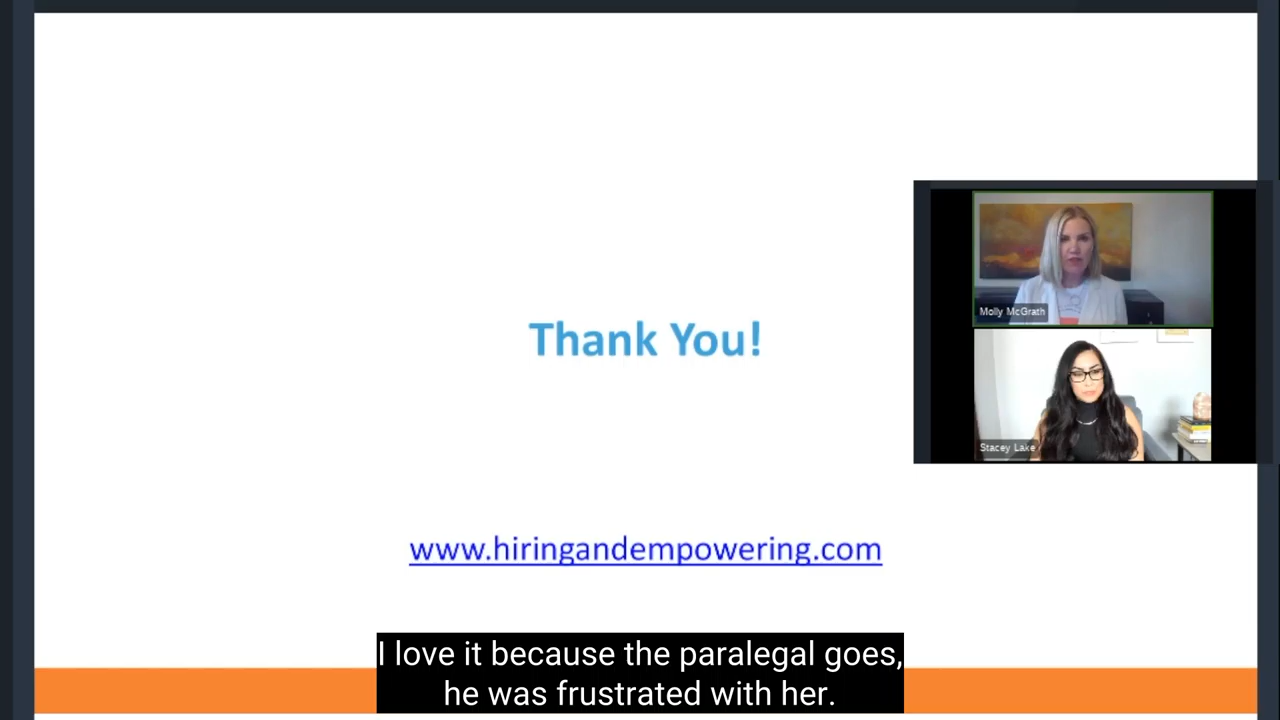 Molly McGrath
Thank You!
Stacey Lake
www.hiringandempowering.com
I love it because the paralegal goes,
he was frustrated with her.